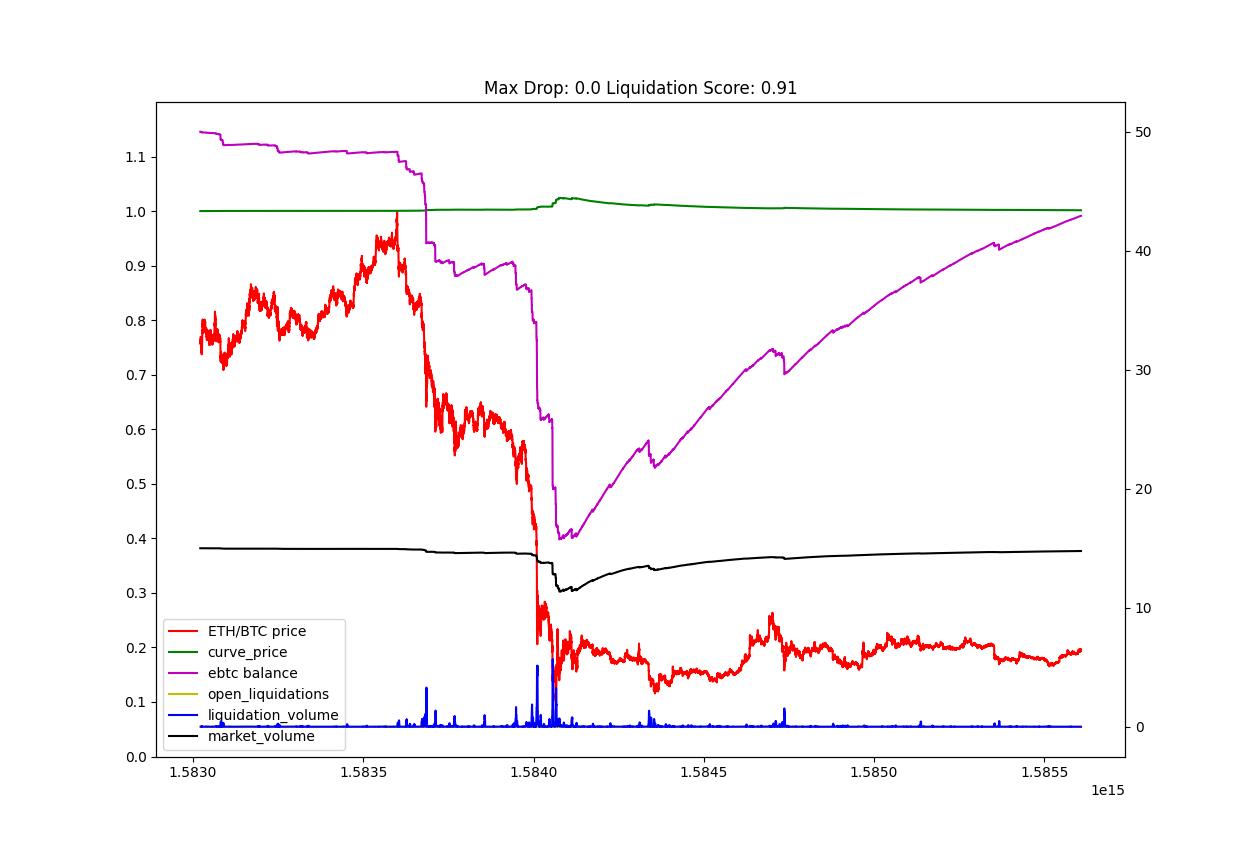 Max Drop: 0.0 Liquidation Score: 0.91
1.1
1.0
0.9
0.8
0.7
0.6
0.5
0.4
0.3
0.2
0.1
0.0
50
40
30
20
10
0
ETH/BTC price
curve_price
ebtc balance
open_liquidations
liquidation_volume
market_volume
1.5830 1.5835 1.5840 1.5845 1.5850 1.5855
1e15